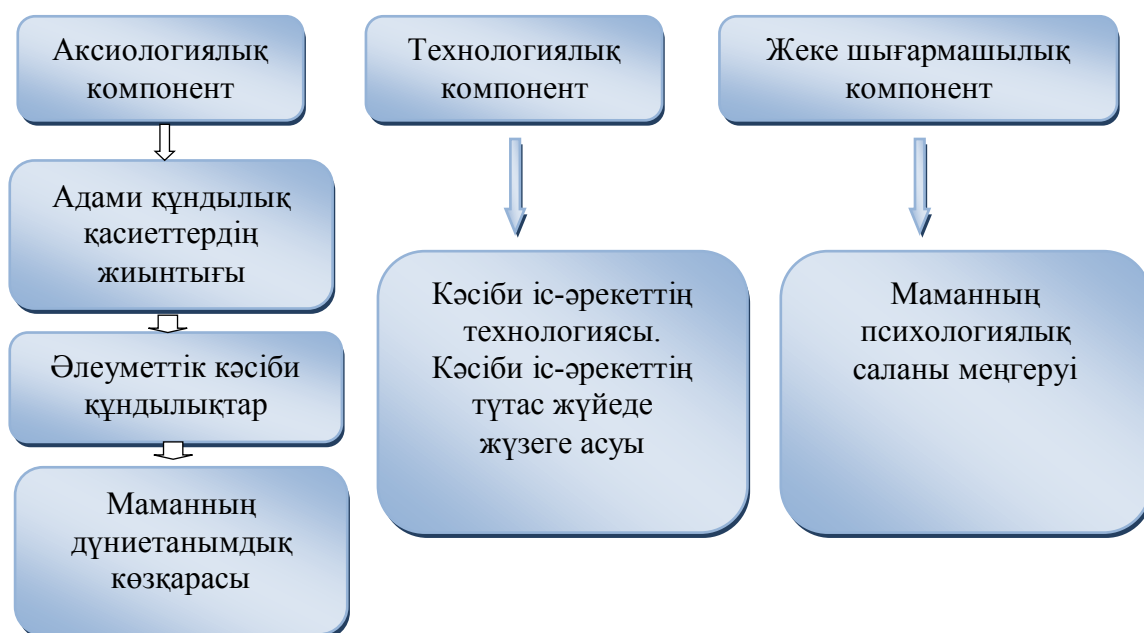 Аксиологиялық
компонент
Технологиялық
компонент
Жеке шығармашылық
компонент
Адами құндылық
қасиеттердің
жиынтығы
Әлеуметтік кәсіби
құндылықтар
Маманның
дүниетанымдық
көзқарасы
Кәсіби іс-әрекеттің
технологиясы.
Кәсіби іс-әрекеттің
түтас жүйеде
жүзеге асуы
Маманның
психологиялық
саланы меңгеруі